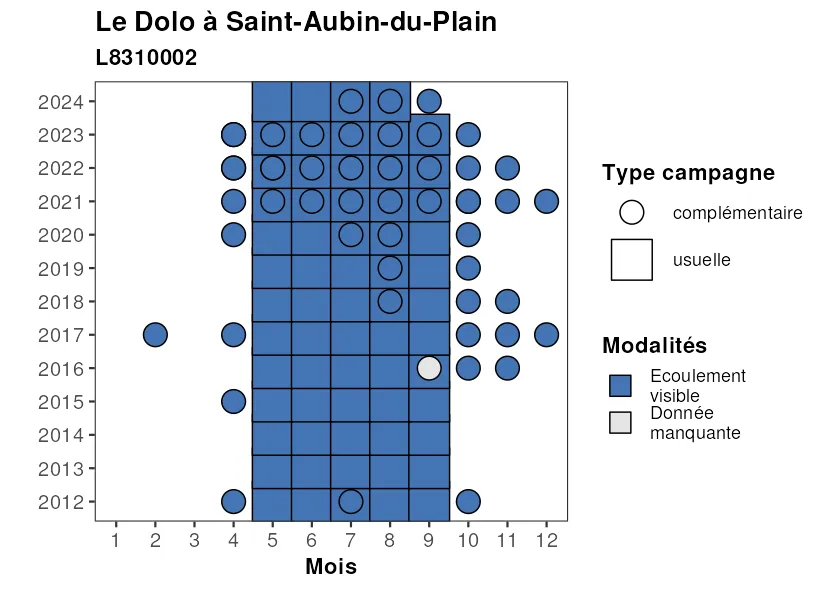 Le Dolo à Saint-Aubin-du-Plain
L8310002
2024
2023
2022
2021
2020
2019
2018
2017
2016
2015
2014
2013
2012
1 2 3 4 5 6 7 8 9 10 11 12
Mois
Type campagne
complémentaire
usuelle
Modalités
Ecoulement
visible
Donnée
manquante